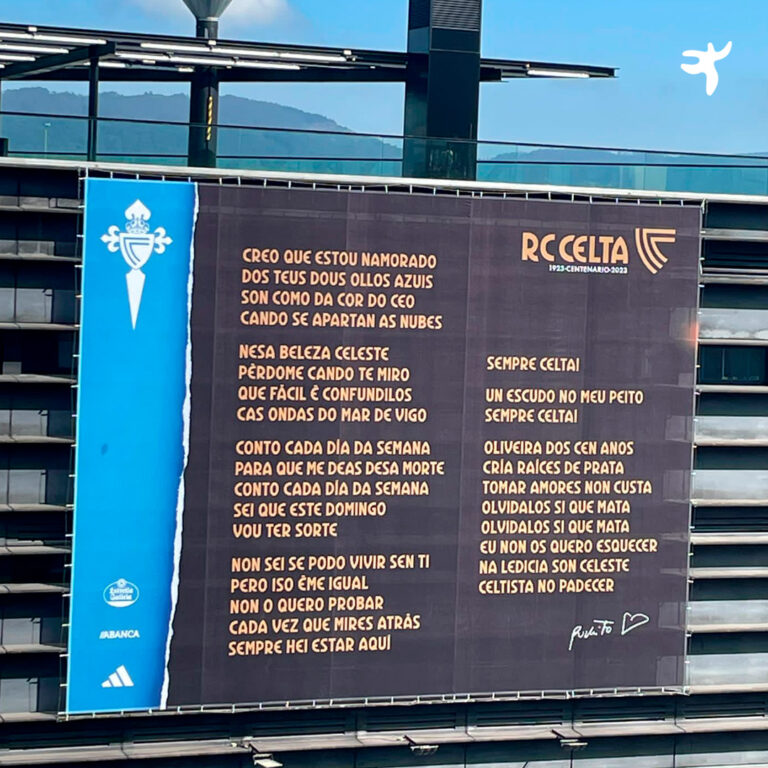 CREO QUE ESTOU NAMORADO
DOS TEUS DOUS OLLOS AZUIS
SON COMO DA COR DO CEO
CANDO SE APARTAN AS NUBES
NESA BELEZA CELESTE
PÉRDOME CANDO TE MIRO
QUE FÁCIL É CONFUNDILOS
CAS ONDAS DO MAR DE VIGO
CONTO CADA DÍA DA SEMANA
PARA QUE ME DEAS DESA MORTE
CONTO CADA DÍA DA SEMANA
SEI QUE ESTE DOMINGO
VOU TER SORTE
NON SEI SE PODO VIVIR SEN TI
PERO ISO ÉME IGUAL
NON O QUERO PROBAR
CADA VEZ QUE MIRES ATRÁS
SEMPRE HEI ESTAR AQUÍ
RC CELTA
1923·CENTENARIO·2023
SEMPRE CELTA!
UN ESCUDO NO MEU PEITO
SEMPRE CELTA!
OLIVEIRA DOS CEN ANOS
CRÍA RAÍCES DE PRATA
TOMAR AMORES NON CUSTA
OLVIDALOS SI QUE MATA
OLVIDALOS SI QUE MATA
EU NON OS QUERO ESQUECER
NA LEDICIA SON CELESTE
CELTISTA NO PADECER
Estrella
Galicia
ABANCA